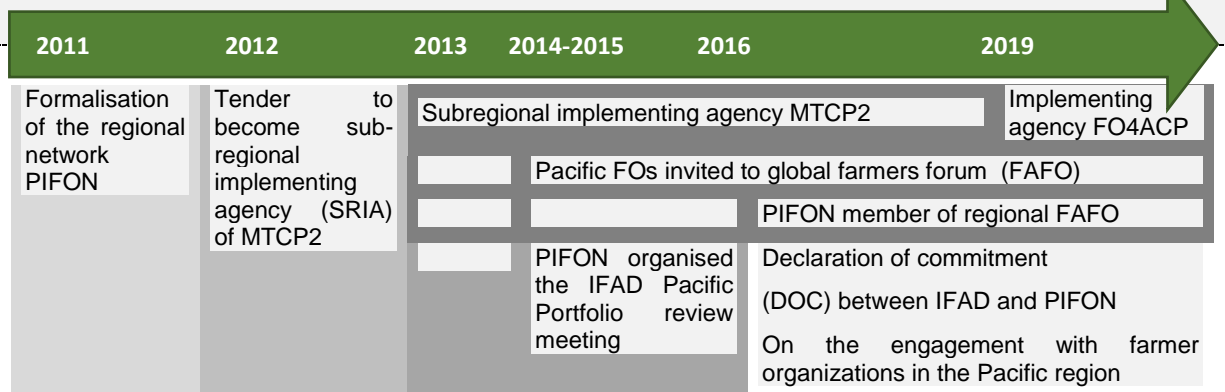 2011 2012 2013 2014-2015 2016 2019
Formalisation
of the regional
network
PIFON
Tender to
become sub-
regional
implementing
agency (SRIA)
of MTCP2
Subregional implementing agency MTCP2
Implementing
agency FO4ACP
Pacific FOs invited to global farmers forum (FAFO)
PIFON member of regional FAFO
PIFON organised
the IFAD Pacific
Portfolio review
meeting
Declaration of commitment
(DOC) between IFAD and PIFON
On the engagement with farmer
organizations in the Pacific region